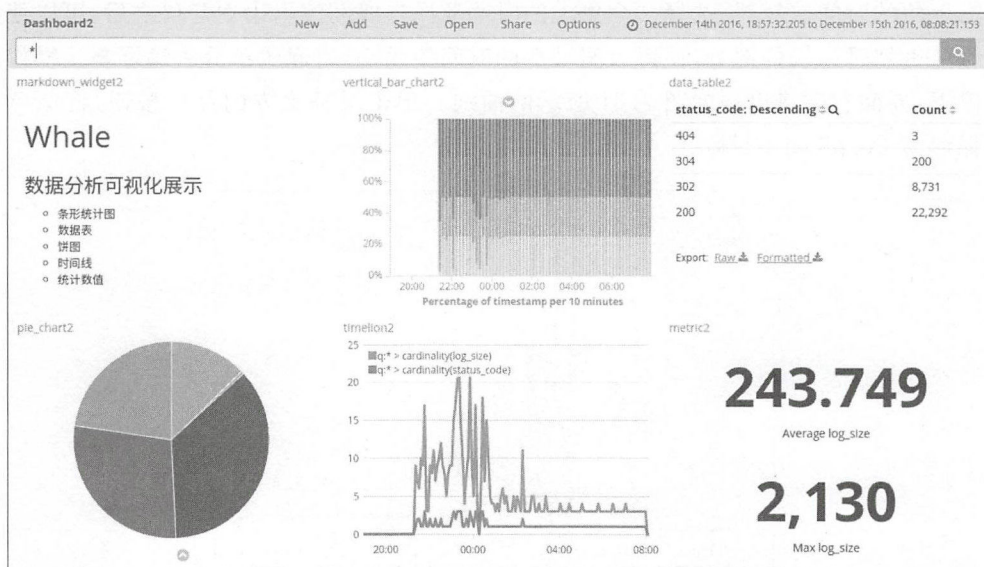 Dashboard2 New Add Save Open Share Options December 14th 2016, 18:57:32.205 to December 15th 2016, 08:08:21.153
*
markdown_widget2
Whale
数据分析可视化展示
条形统计图
数据表
饼图
时间线
统计数值
vertical_bar_chart2
100%
80%
60%
40%
20%
0%
20:00 22:00 00:00 02:00 04:00 06:00
Percentage of timestamp per 10 minutes
data_table2
status_code: Descending Count
404 3
304 200
302 8,731
200 22,292
Export: Raw Formatted
pie_chart2
timelion2
25
q:* > cardinality(log_size)
q:* > cardinality(status_code)
20
15
10
5
0
20:00 00:00 04:00 08:00
metric2
243.749
Average log_size
2,130
Max log_size